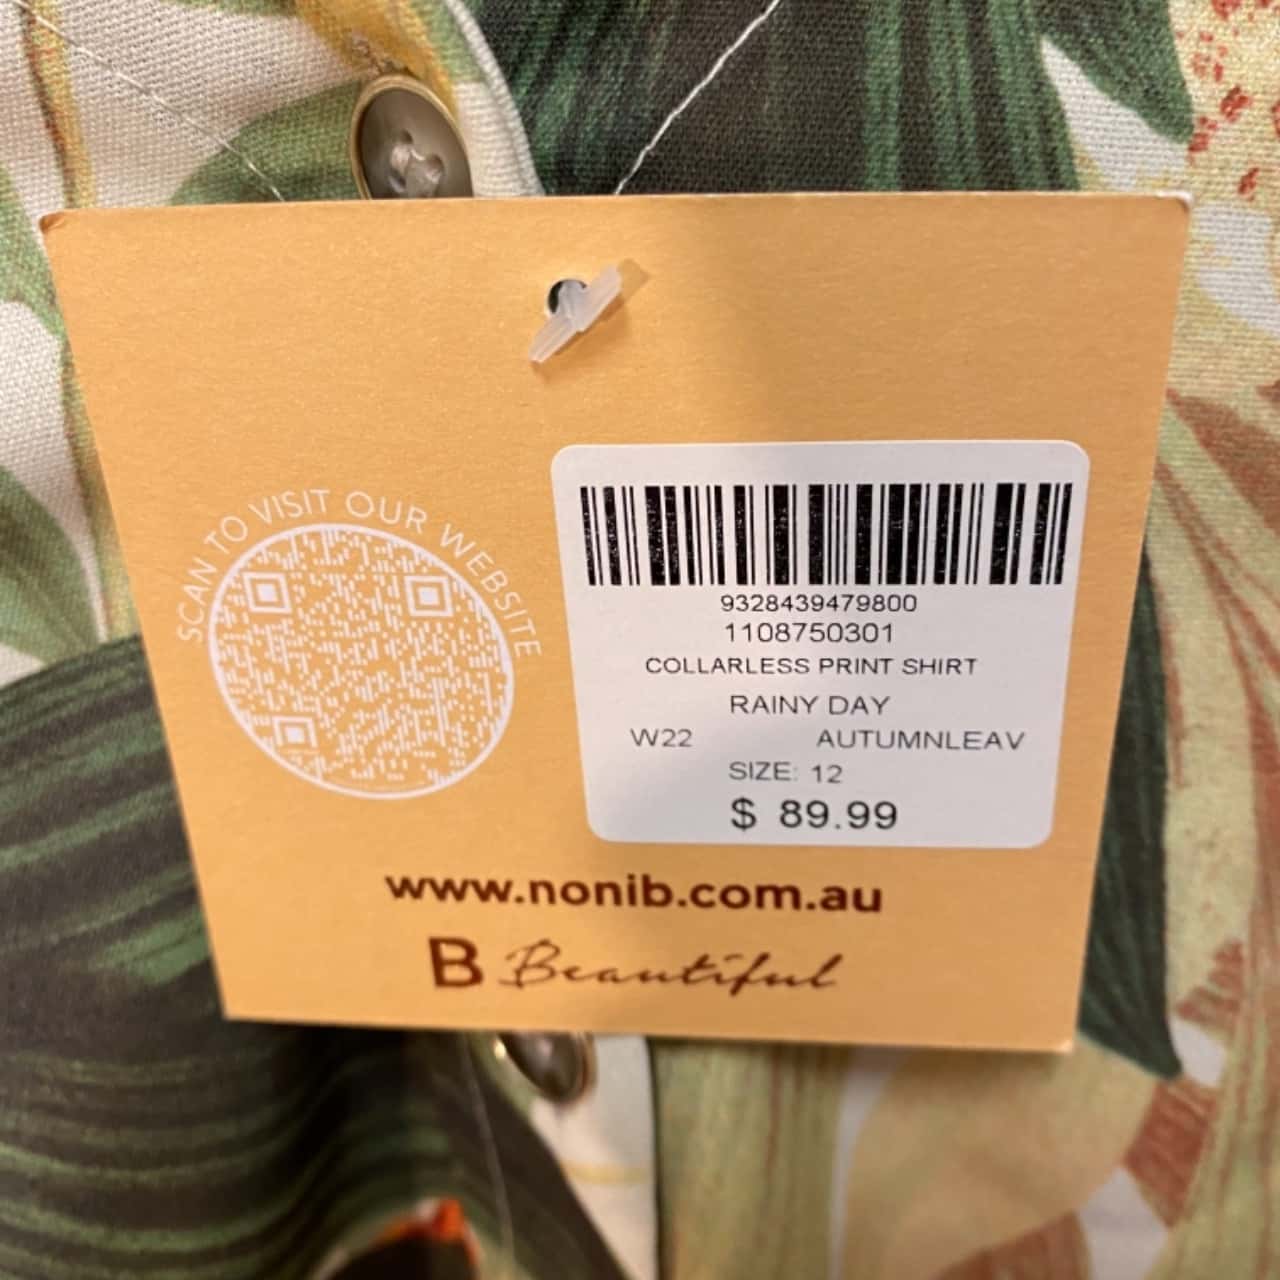 SCAN TO VISIT OUR WEBSITE
9328439479800
1108750301
COLLARLESS PRINT SHIRT
RAINY DAY
W22 AUTUMNLEAV
SIZE: 12
$ 89.99
www.nonib.com.au
B Beautiful